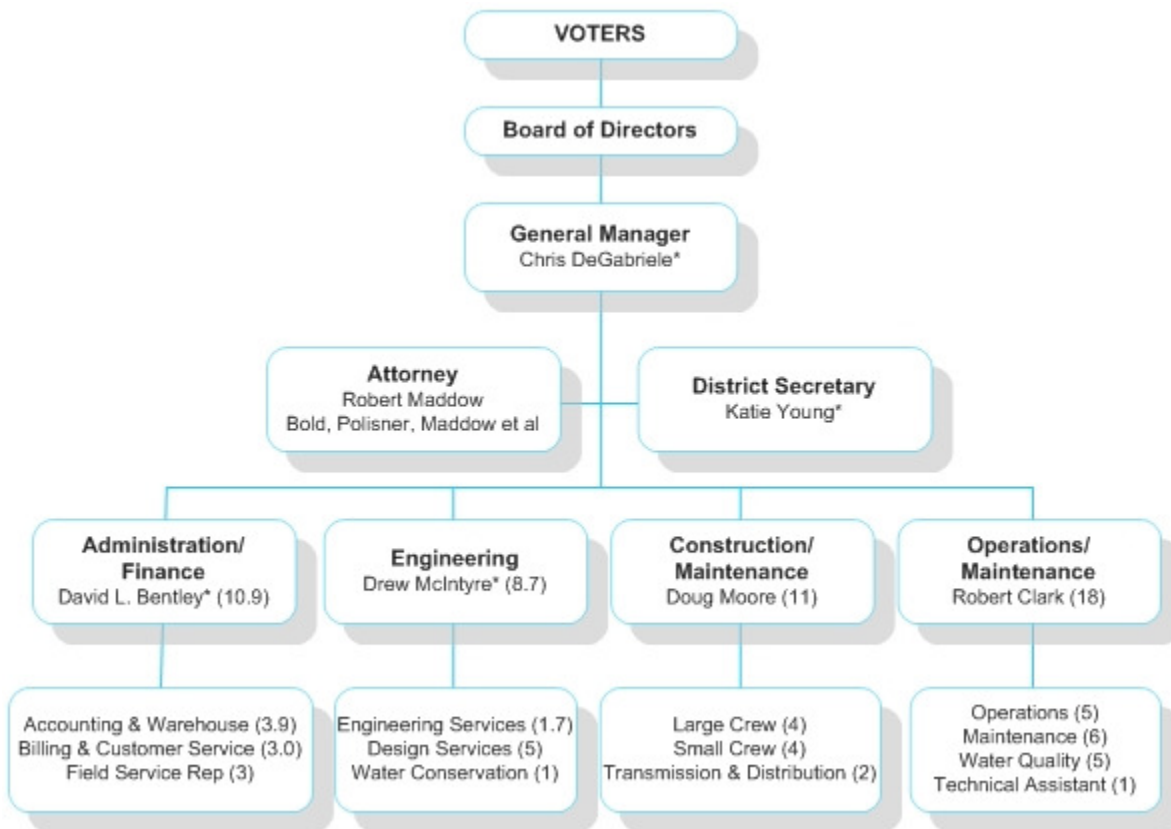 VOTERS
Board of Directors
General Manager
Chris DeGabriele*
Attorney
Robert Maddow
Bold, Polisner, Maddow et al
District Secretary
Katie Young*
Administration/
Finance
David L. Bentley* (10.9)
Engineering
Drew McIntyre* (8.7)
Construction/
Maintenance
Doug Moore (11)
Operations/
Maintenance
Robert Clark (18)
Accounting & Warehouse (3.9)
Billing & Customer Service (3.0)
Field Service Rep (3)
Engineering Services (1.7)
Design Services (5)
Water Conservation (1)
Large Crew (4)
Small Crew (4)
Transmission & Distribution (2)
Operations (5)
Maintenance (6)
Water Quality (5)
Technical Assistant (1)